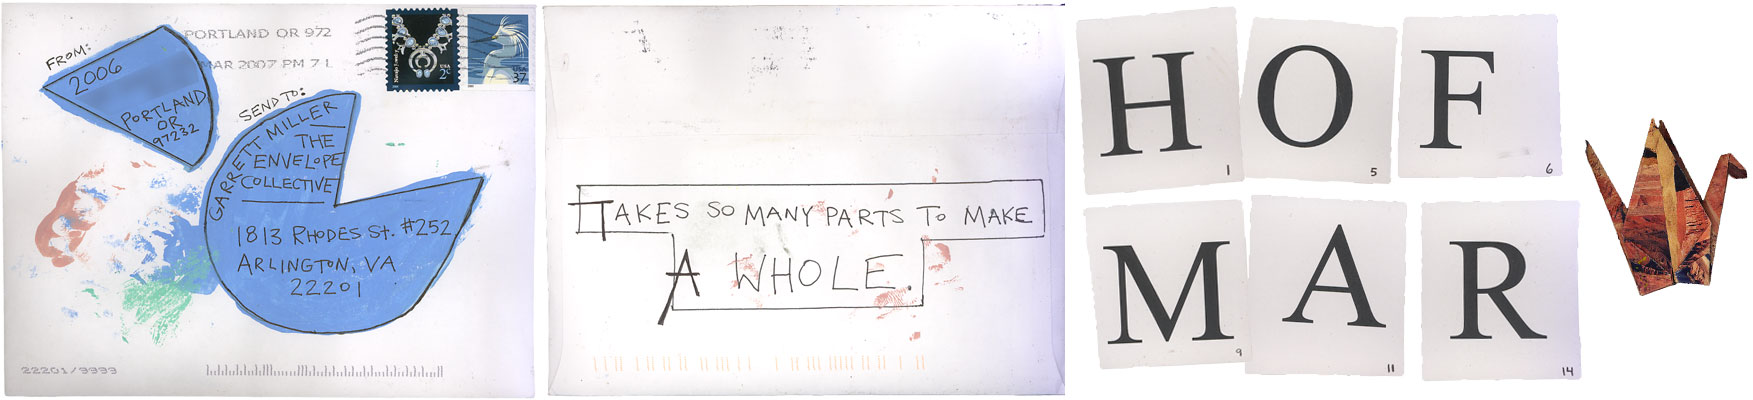 FROM:
2006
PORTLAND
OR
97232
PORTLAND OR 972
MAR 2007 PM 7 L
USA
2¢
USA
37
SEND TO:
GARRETT MILLER
THE
ENVELOPE
COLLECTIVE
1813 RHODES ST. #252
ARLINGTON, VA
22201
22201/9999
TAKES SO MANY PARTS TO MAKE
A WHOLE.
H O F
1 5 6
M A R
9 11 14